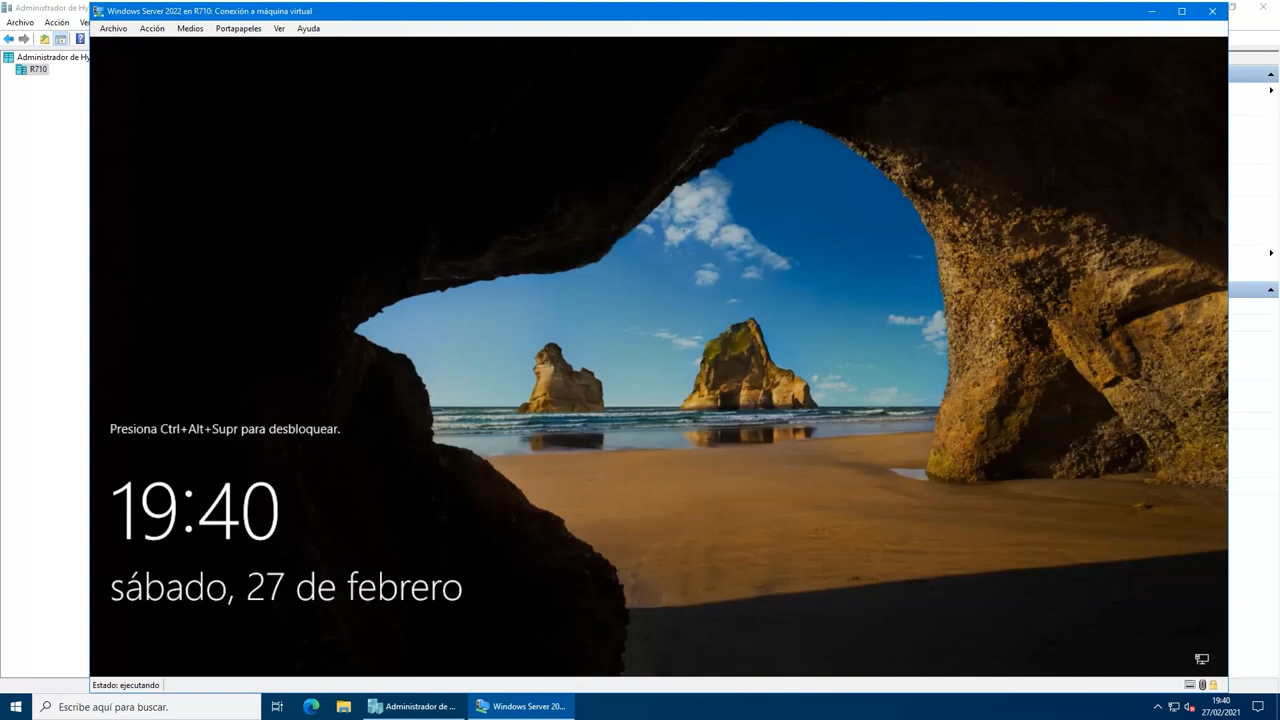 Administrador de Hy
Windows Server 2022 en R710: Conexión a máquina virtual
Archivo Acción Ve
Archivo Acción Medios Portapapeles Ver Ayuda
Administrador de Hy
R710
Presiona Ctrl+Alt+Supr para desbloquear.
19:40
sábado, 27 de febrero
Estado: ejecutando
Escribe aquí para buscar.
Administrador de ...
Windows Server 20...
19:40
27/02/2021